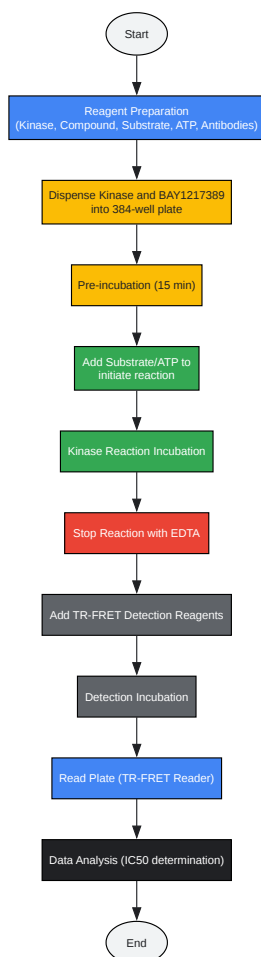 Start
Reagent Preparation
(Kinase, Compound, Substrate, ATP, Antibodies)
Dispense Kinase and BAY1217389
into 384-well plate
Pre-incubation (15 min)
Add Substrate/ATP to
initiate reaction
Kinase Reaction Incubation
Stop Reaction with EDTA
Add TR-FRET Detection Reagents
Detection Incubation
Read Plate (TR-FRET Reader)
Data Analysis (IC50 determination)
End